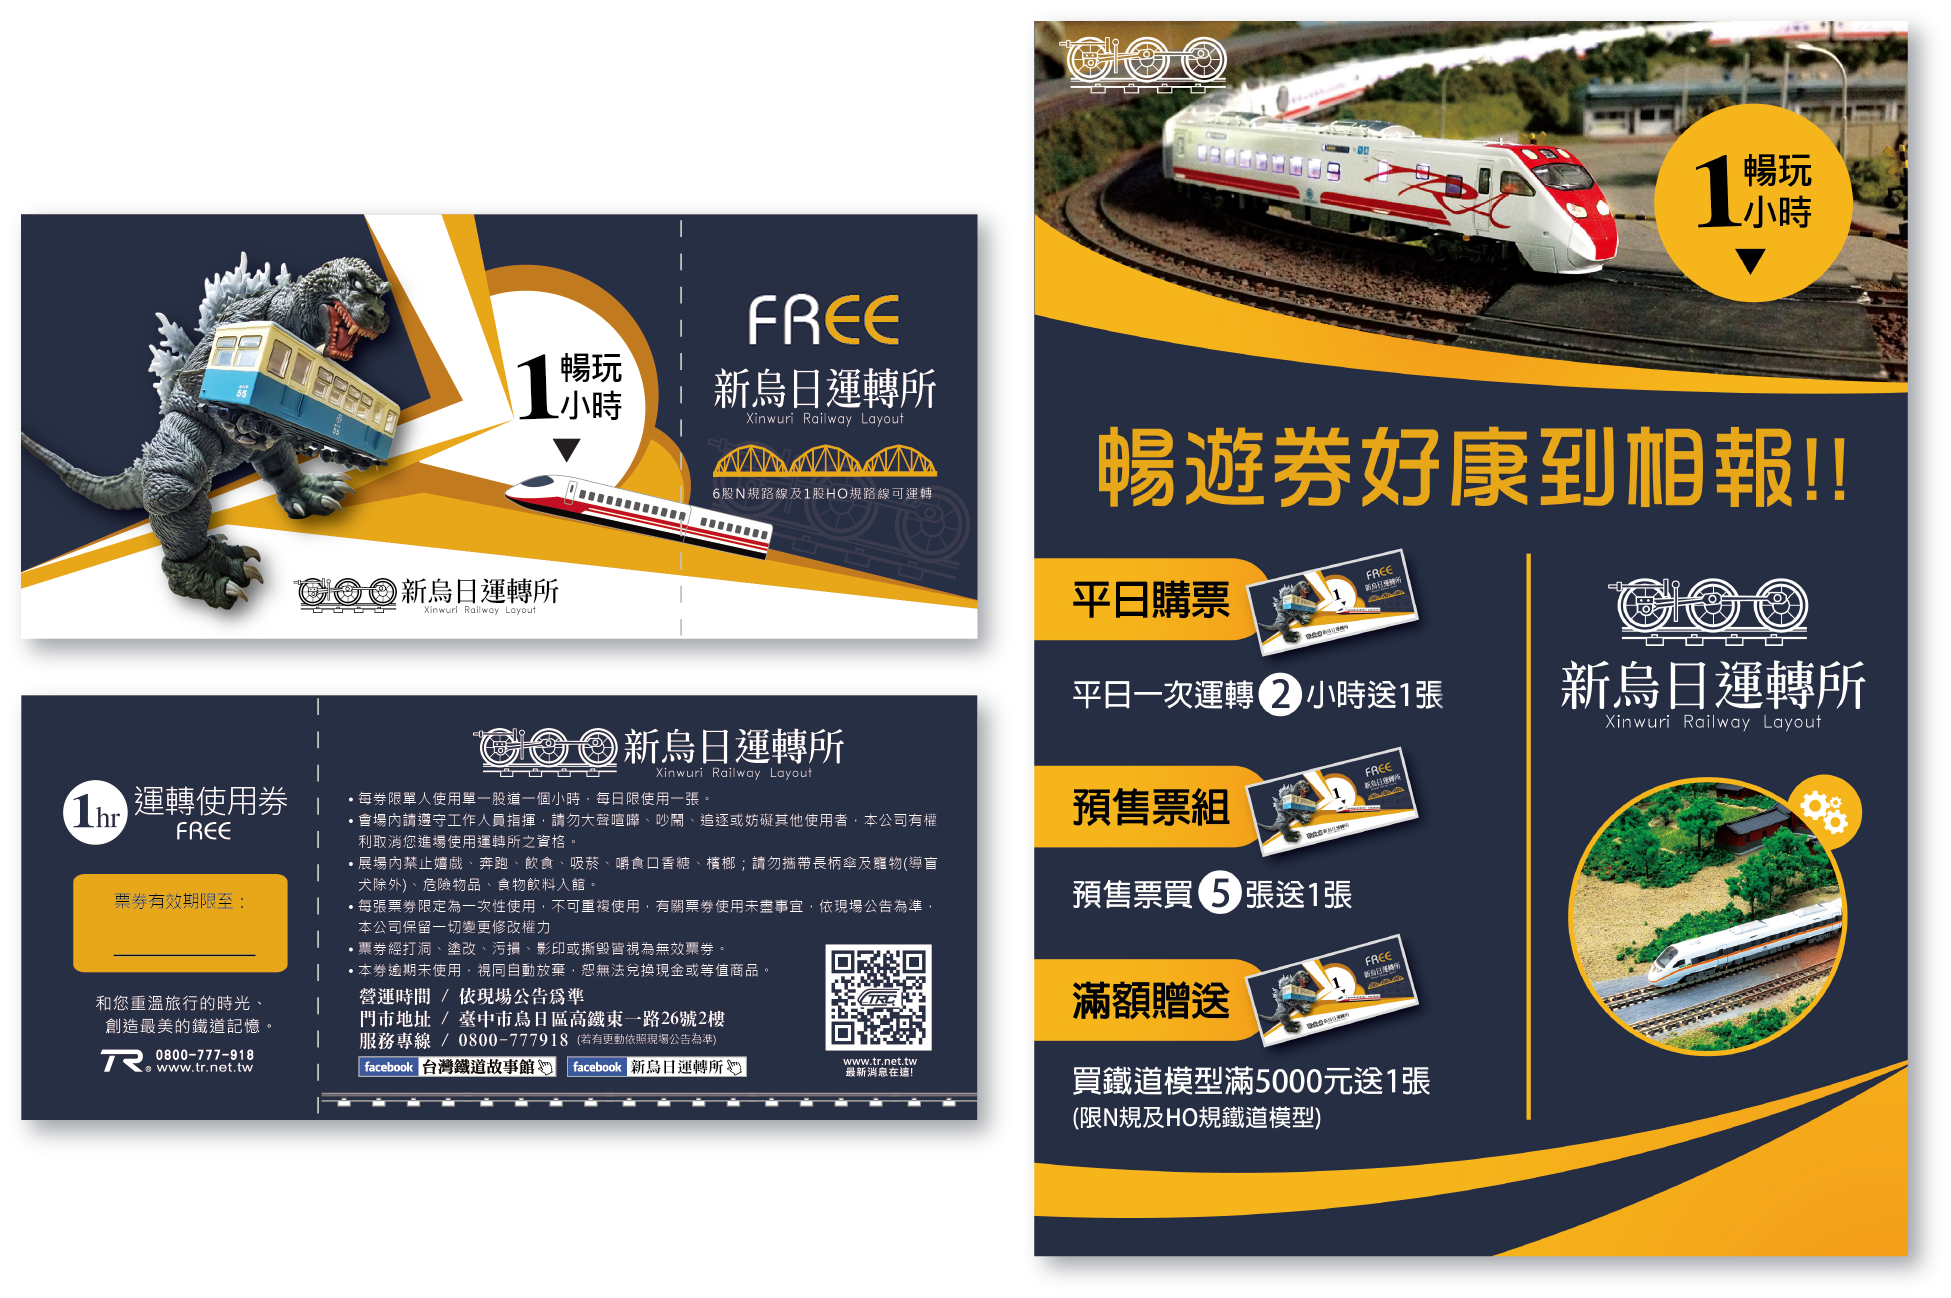 1 暢玩
小時
FREE
新烏日運轉所
Xinwuri Railway Layout
6股N規路線及1股HO規路線可運轉
新烏日運轉所
Xinwuri Railway Layout
1hr 運轉使用券
FREE
票券有效期限至：
和您重溫旅行的時光、
創造最美的鐵道記憶。
TR® 0800-777-918
www.tr.net.tw
新烏日運轉所
Xinwuri Railway Layout
•每券限單人使用單一股道一個小時，每日限使用一張。
•會場內請遵守工作人員指揮，請勿大聲喧嘩、吵鬧、追逐或妨礙其他使用者，本公司有權
利取消您進場使用運轉所之資格。
•展場內禁止嬉戲、奔跑、飲食、吸菸、嚼食口香糖、檳榔；請勿攜帶長柄傘及寵物(導盲
犬除外)、危險物品、食物飲料入館。
•每張票券限定為一次性使用，不可重複使用，有關票券使用未盡事宜，依現場公告為準，
本公司保留一切變更修改權力
•票券經打洞、塗改、污損、影印或撕毀皆視為無效票券。
•本券逾期未使用，視同自動放棄，恕無法兌換現金或等值商品。
營運時間 / 依現場公告為準
門市地址 / 臺中市烏日區高鐵東一路26號2樓
服務專線 / 0800-777918 (若有更動依照現場公告為準)
facebook 台灣鐵道故事館 facebook 新烏日運轉所
www.tr.net.tw
最新消息在這!
1 暢玩
小時
暢遊券好康到相報!!
平日購票
平日一次運轉2小時送1張
預售票組
預售票買5張送1張
滿額贈送
買鐵道模型滿5000元送1張
(限N規及HO規鐵道模型)
新烏日運轉所
Xinwuri Railway Layout